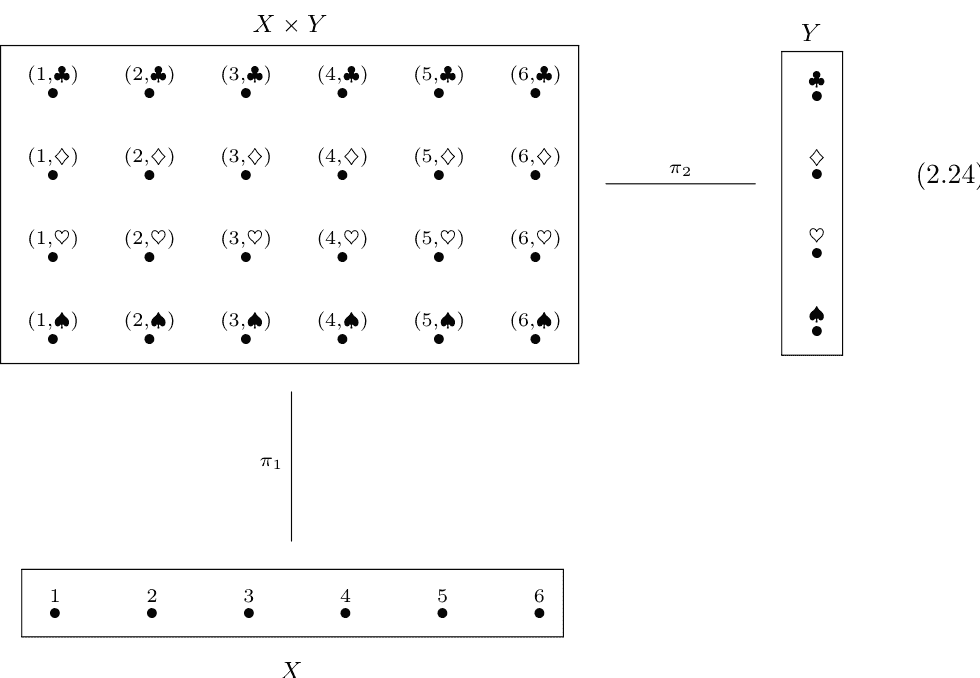 X × Y
Y
(1,♣) (2,♣) (3,♣) (4,♣) (5,♣) (6,♣)
♣
(1,♢) (2,♢) (3,♢) (4,♢) (5,♢) (6,♢)
♢
π₂
(2.24)
(1,♡) (2,♡) (3,♡) (4,♡) (5,♡) (6,♡)
♡
(1,♠) (2,♠) (3,♠) (4,♠) (5,♠) (6,♠)
♠
π₁
1 2 3 4 5 6
X